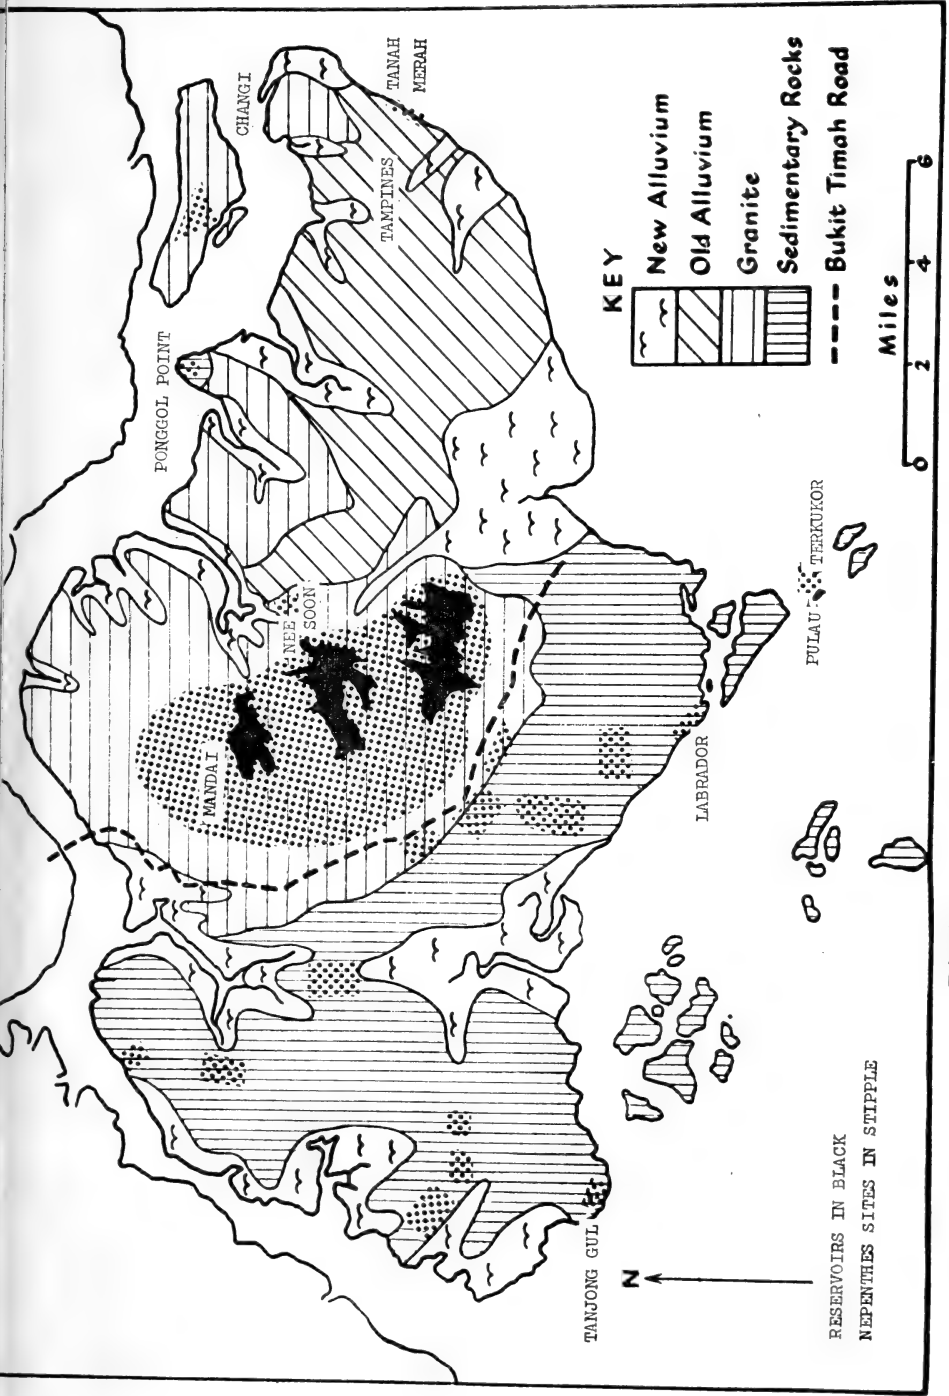 CHANGI
TANAH
MERAH
TAMPINES
PONGGOL POINT
NEE
SOON
MANDAI
LABRADOR
PULAU TERKUKOR
TANJONG GUL
KEY
New Alluvium
Old Alluvium
Granite
Sedimentary Rocks
Bukit Timah Road
Miles
0 2 4 6
N
RESERVOIRS IN BLACK
NEPENTHES SITES IN STIPPLE